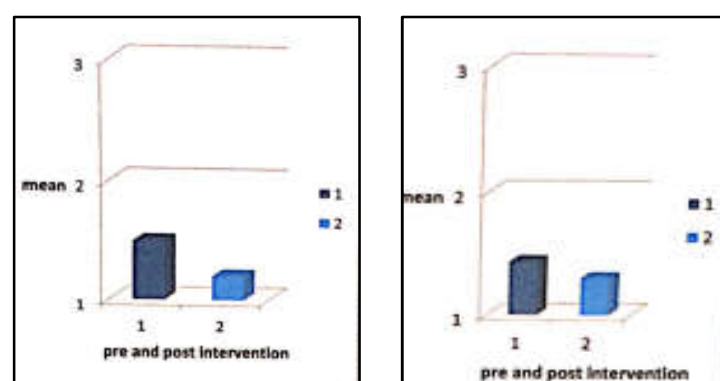 3
mean 2
1
2
1
1 2
pre and post intervention
3
mean 2
1
2
1
1 2
pre and post intervention